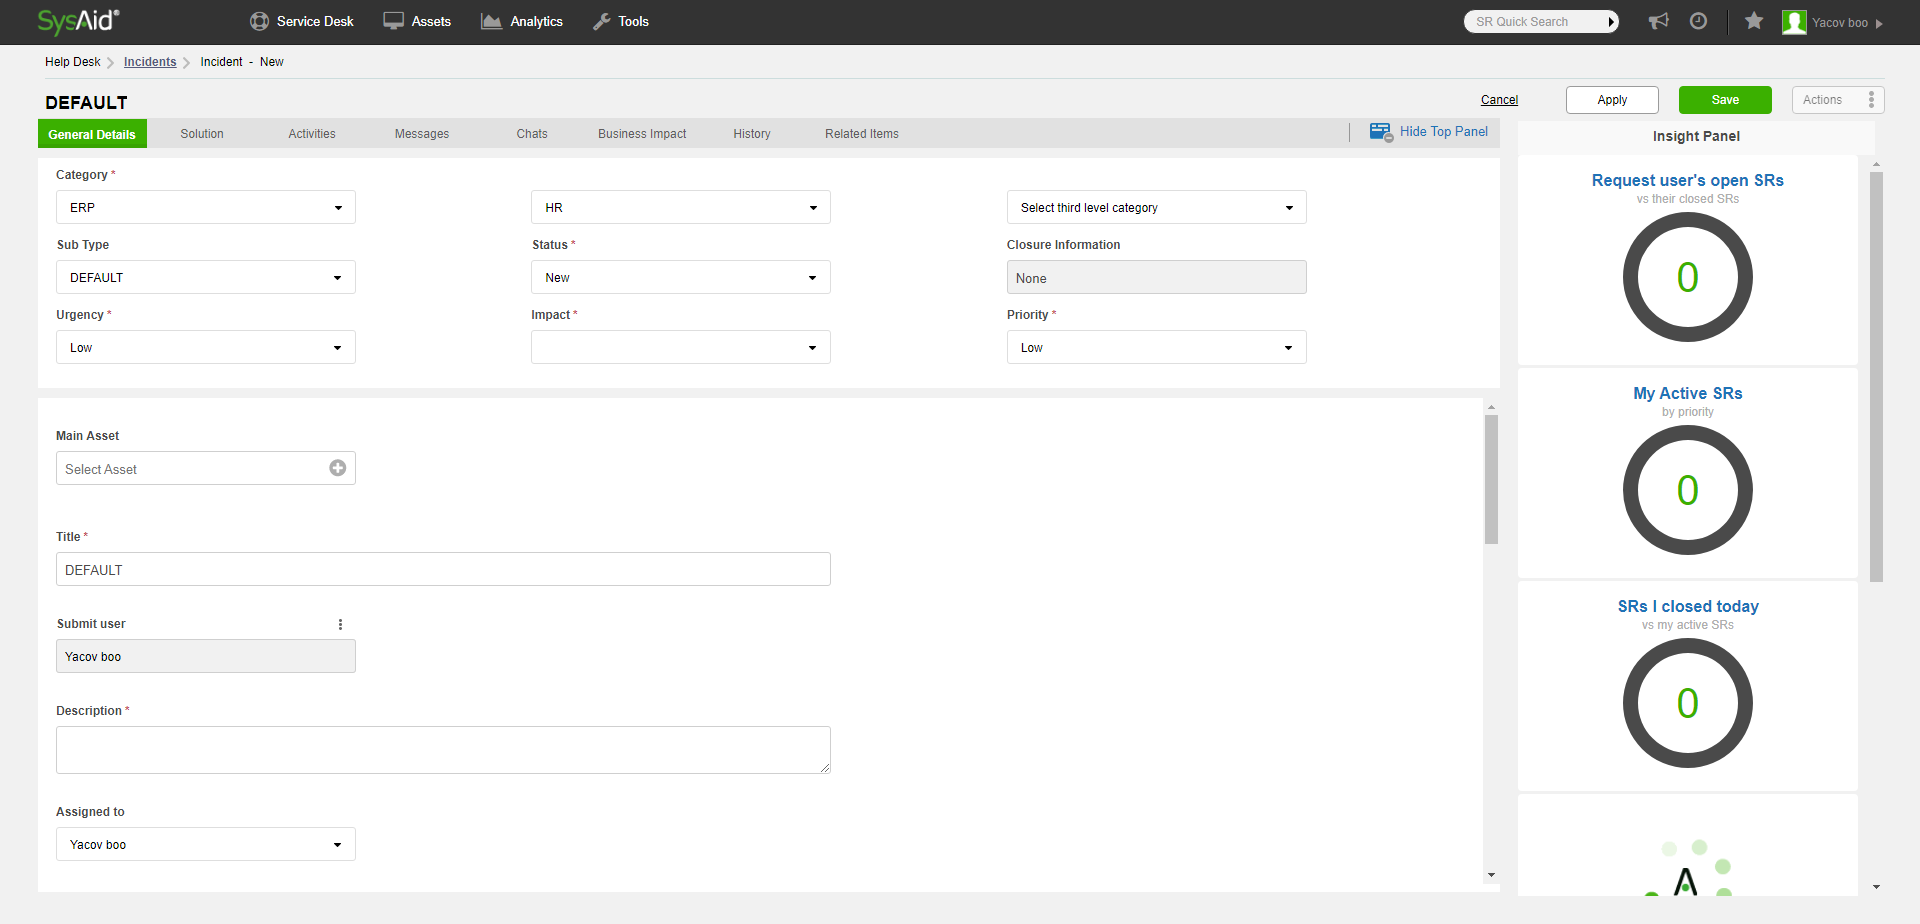 SysAid®
Service Desk
Assets
Analytics
Tools
SR Quick Search
Yacov boo
Help Desk
Incidents
Incident - New
DEFAULT
Cancel
Apply
Save
Actions
General Details
Solution
Activities
Messages
Chats
Business Impact
History
Related Items
Hide Top Panel
Category *
ERP
HR
Select third level category
Sub Type
Status *
Closure Information
DEFAULT
New
None
Urgency *
Impact *
Priority *
Low
Low
Main Asset
Select Asset
Title *
DEFAULT
Submit user
Yacov boo
Description *
Assigned to
Yacov boo
Insight Panel
Request user's open SRs
vs their closed SRs
0
My Active SRs
by priority
0
SRs I closed today
vs my active SRs
0